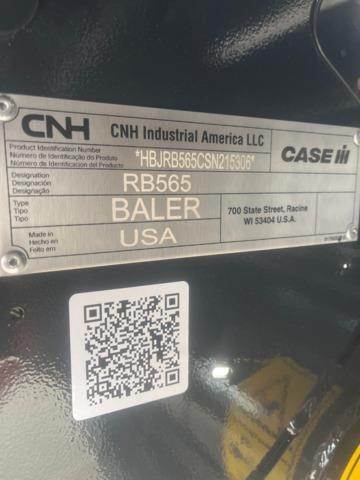 CNH
CNH Industrial America LLC
Product Identification Number
Número de Identificação do Produto
Número de Identificacion del Producto
*HBJRB565CSN215306*
CASE IH
Designation
Designação
Designación
RB565
Type
Tipo
Tipo
BALER
700 State Street, Racine
WI 53404 U.S.A.
Made in
Hecho en
Feito em
USA